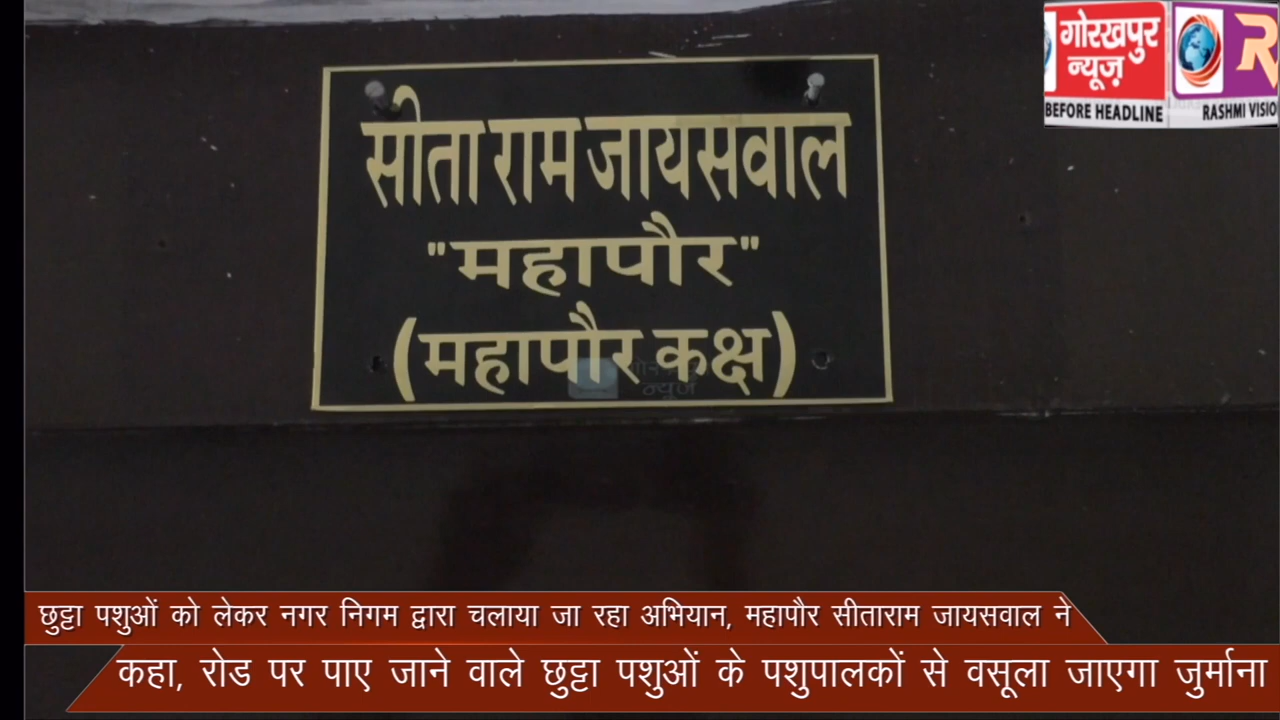 गोरखपुर
न्यूज़
BEFORE HEADLINE
RASHMI VISIO
सीता राम जायसवाल
"महापौर"
(महापौर कक्ष)
गोरखपुर
न्यूज
छुट्टा पशुओं को लेकर नगर निगम द्वारा चलाया जा रहा अभियान, महापौर सीताराम जायसवाल ने
कहा, रोड पर पाए जाने वाले छुट्टा पशुओं के पशुपालकों से वसूला जाएगा जुर्माना